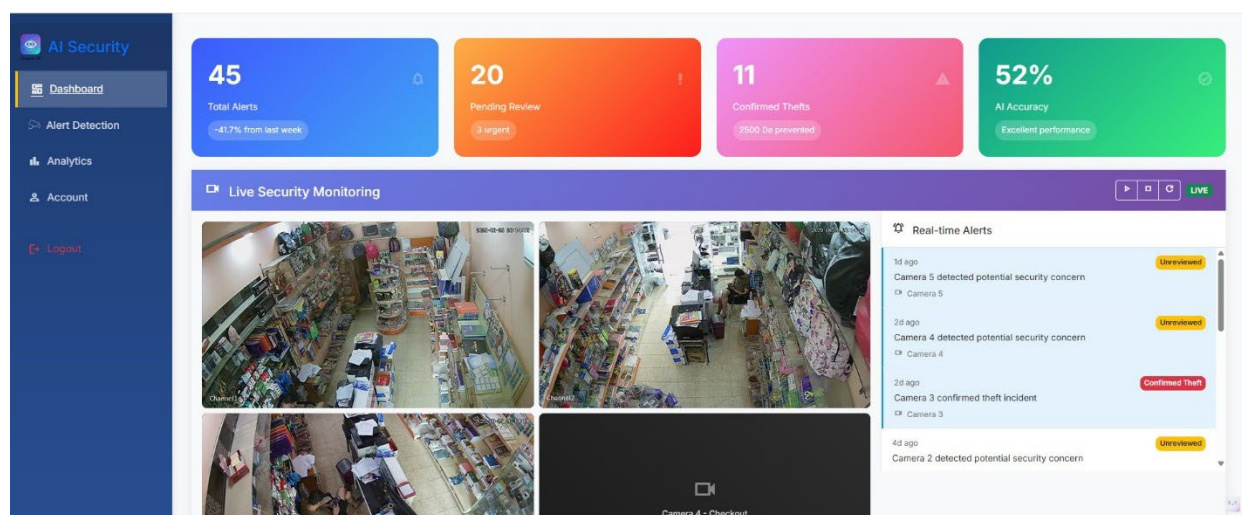 AI Security
Dashboard
Alert Detection
Analytics
Account
Logout
45
Total Alerts
-41.7% from last week
20
Pending Review
3 urgent
11
Confirmed Thefts
2500 Da prevented
52%
AI Accuracy
Excellent performance
Live Security Monitoring
LIVE
Channel1
Channel2
Camera 4 - Checkout
Real-time Alerts
1d ago
Unreviewed
Camera 5 detected potential security concern
Camera 5
2d ago
Unreviewed
Camera 4 detected potential security concern
Camera 4
2d ago
Confirmed Theft
Camera 3 confirmed theft incident
Camera 3
4d ago
Unreviewed
Camera 2 detected potential security concern